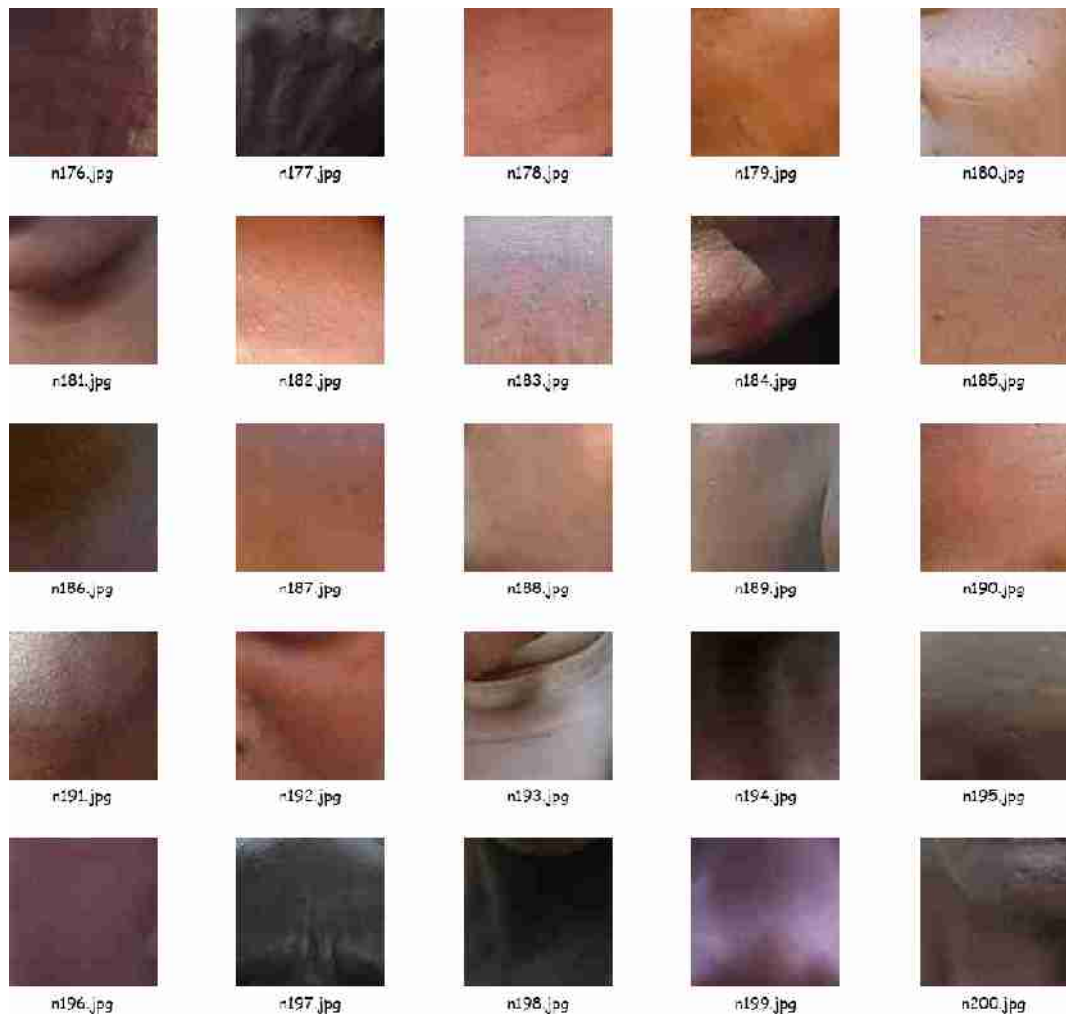 n176.jpg n177.jpg n178.jpg n179.jpg n180.jpg
n181.jpg n182.jpg n183.jpg n184.jpg n185.jpg
n186.jpg n187.jpg n188.jpg n189.jpg n190.jpg
n191.jpg n192.jpg n193.jpg n194.jpg n195.jpg
n196.jpg n197.jpg n198.jpg n199.jpg n200.jpg